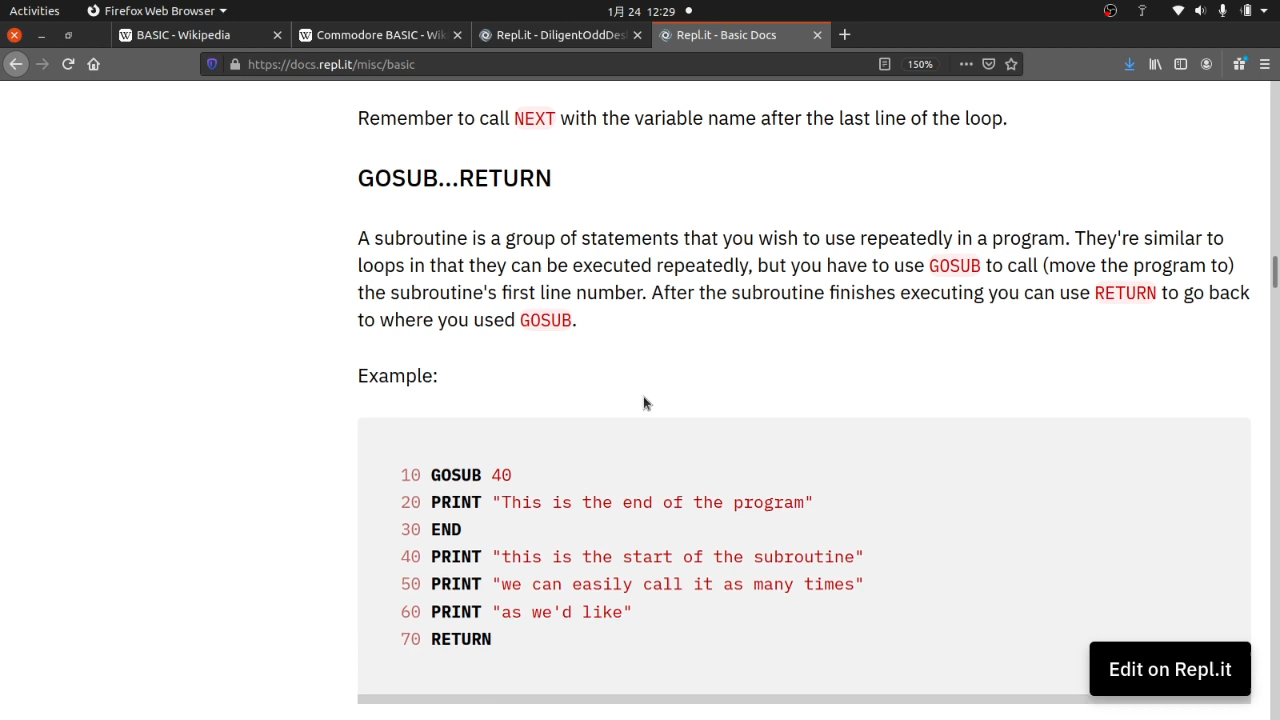 Activities
Firefox Web Browser
1月 24 12:29
BASIC - Wikipedia
Commodore BASIC - Wik
Repl.it - DiligentOddDes
Repl.it - Basic Docs
https://docs.repl.it/misc/basic
150%
Remember to call NEXT with the variable name after the last line of the loop.
GOSUB...RETURN
A subroutine is a group of statements that you wish to use repeatedly in a program. They're similar to
loops in that they can be executed repeatedly, but you have to use GOSUB to call (move the program to)
the subroutine's first line number. After the subroutine finishes executing you can use RETURN to go back
to where you used GOSUB.
Example:
10 GOSUB 40
20 PRINT "This is the end of the program"
30 END
40 PRINT "this is the start of the subroutine"
50 PRINT "we can easily call it as many times"
60 PRINT "as we'd like"
70 RETURN
Edit on Repl.it